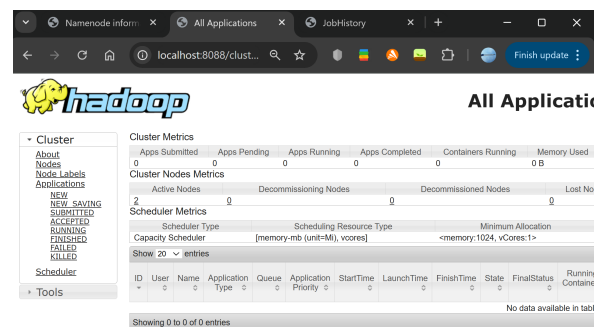 Namenode inform
All Applications
JobHistory
localhost:8088/clust...
Finish update
hadoop
All Applicatio
Cluster
About
Nodes
Node Labels
Applications
NEW
NEW_SAVING
SUBMITTED
ACCEPTED
RUNNING
FINISHED
FAILED
KILLED
Scheduler
Tools
Cluster Metrics
Apps Submitted Apps Pending Apps Running Apps Completed Containers Running Memory Used
0 0 0 0 0 0 B
Cluster Nodes Metrics
Active Nodes Decommissioning Nodes Decommissioned Nodes Lost No
2 0 0 0
Scheduler Metrics
Scheduler Type Scheduling Resource Type Minimum Allocation
Capacity Scheduler [memory-mb (unit=Mi), vcores] <memory:1024, vCores:1>
Show 20 entries
ID User Name Application Type Queue Application Priority StartTime LaunchTime FinishTime State FinalStatus Running Containe
No data available in tabl
Showing 0 to 0 of 0 entries